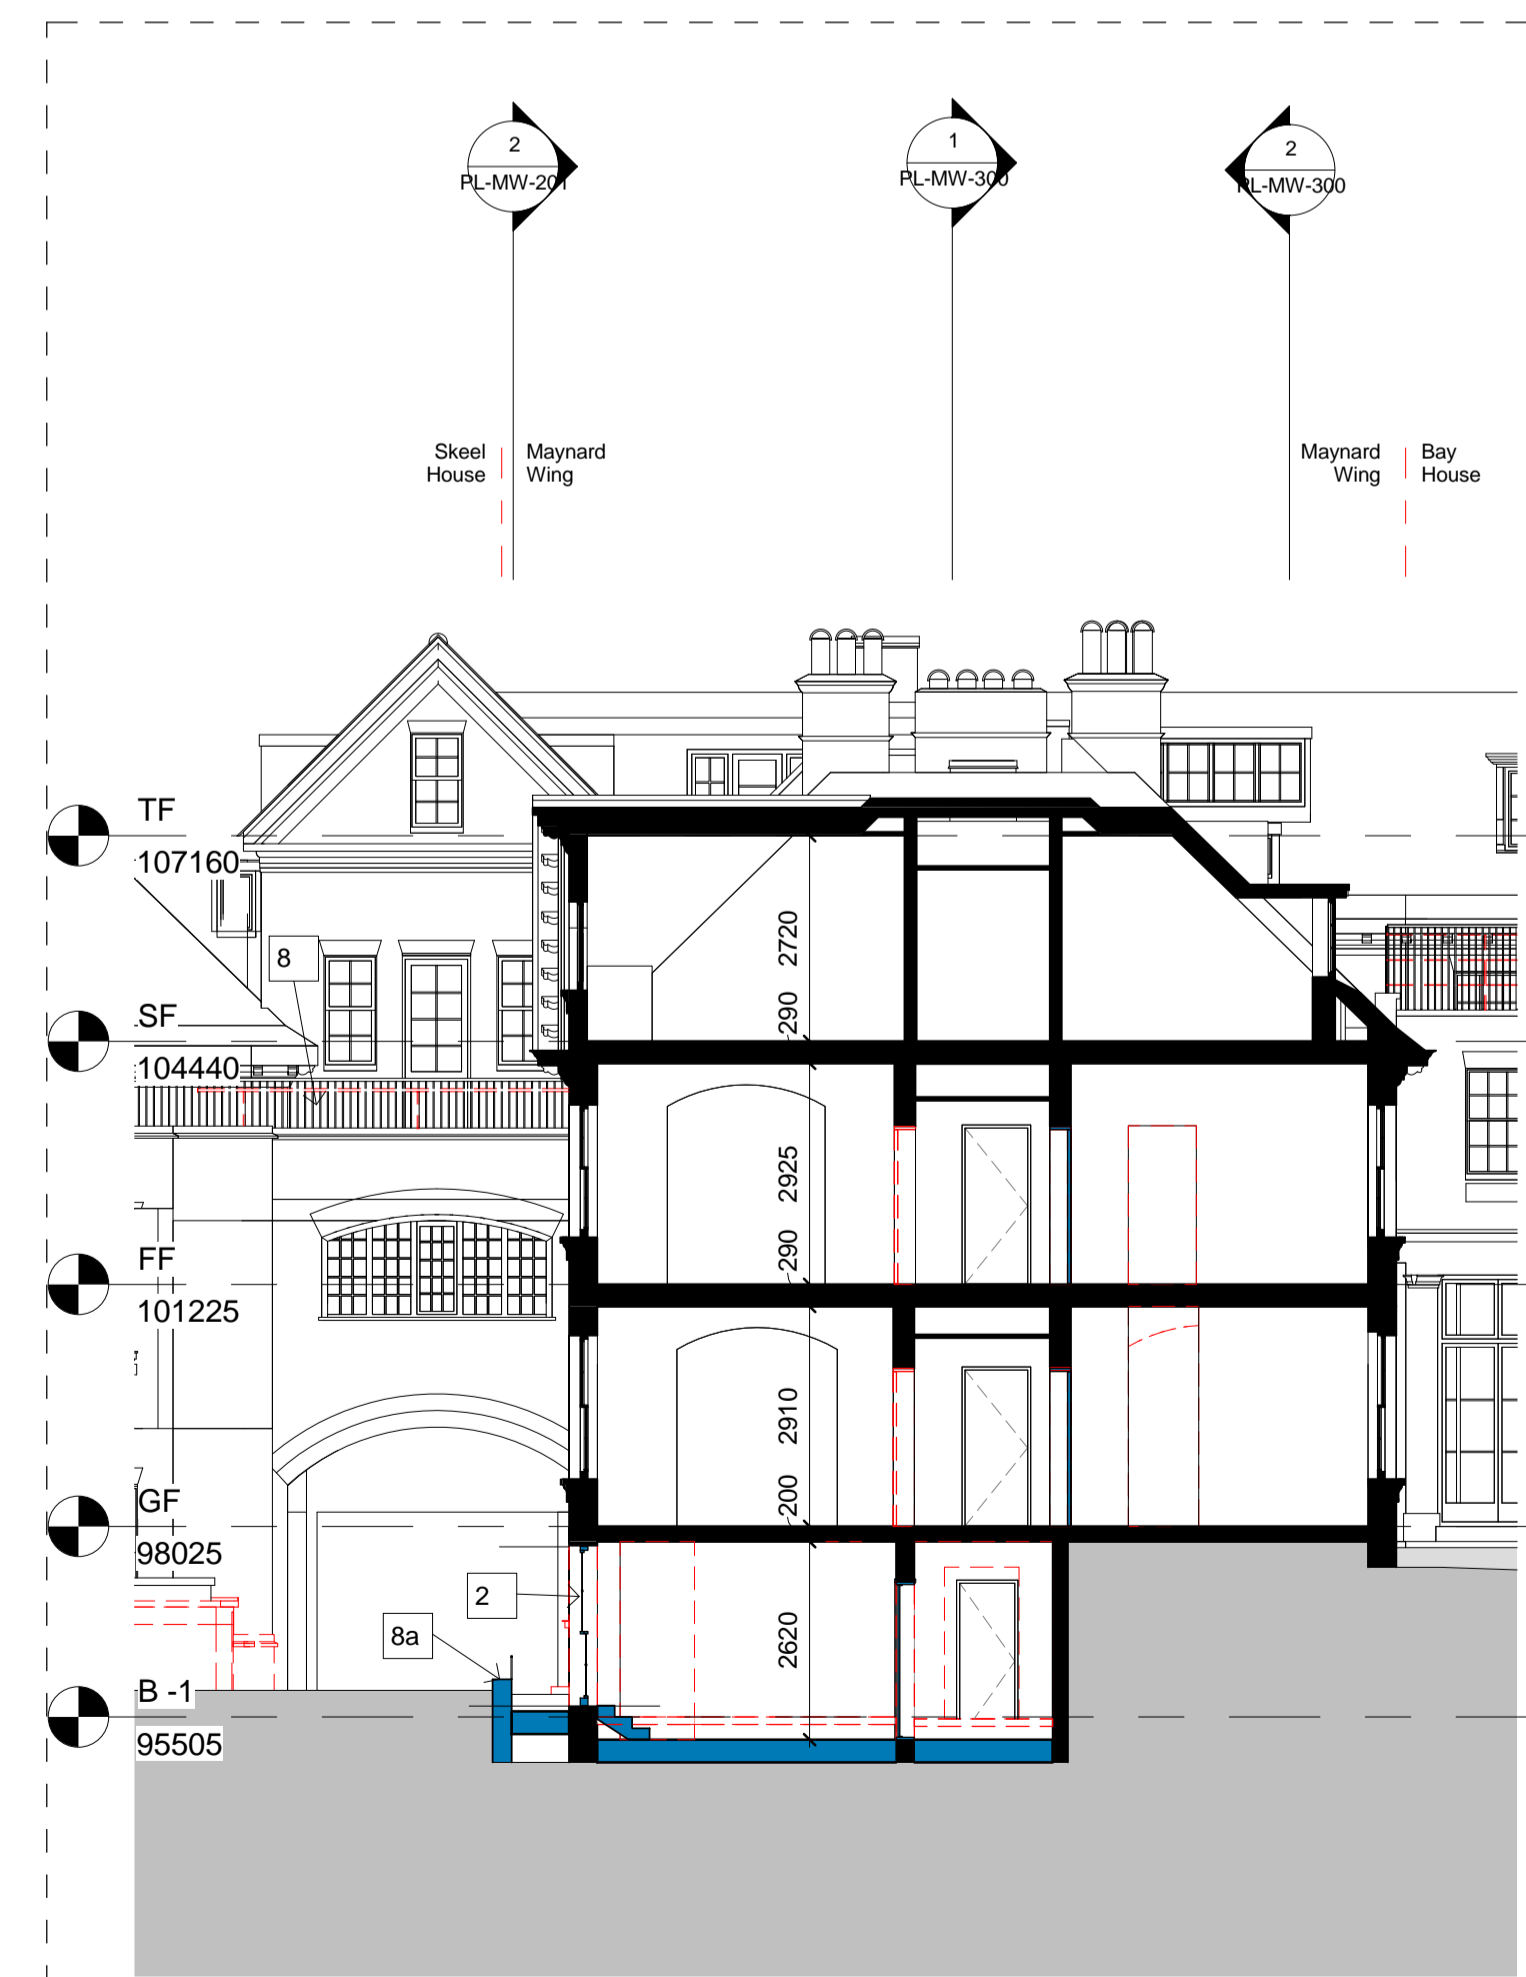 2
PL-MW-201
1
PL-MW-300
2
PL-MW-300
Skeel
House
Maynard
Wing
Maynard
Wing
Bay
House
TF
107160
2720
8
290
SF
104440
2925
290
FF
101225
2910
200
GF
98025
2
8a
2620
B -1
95505